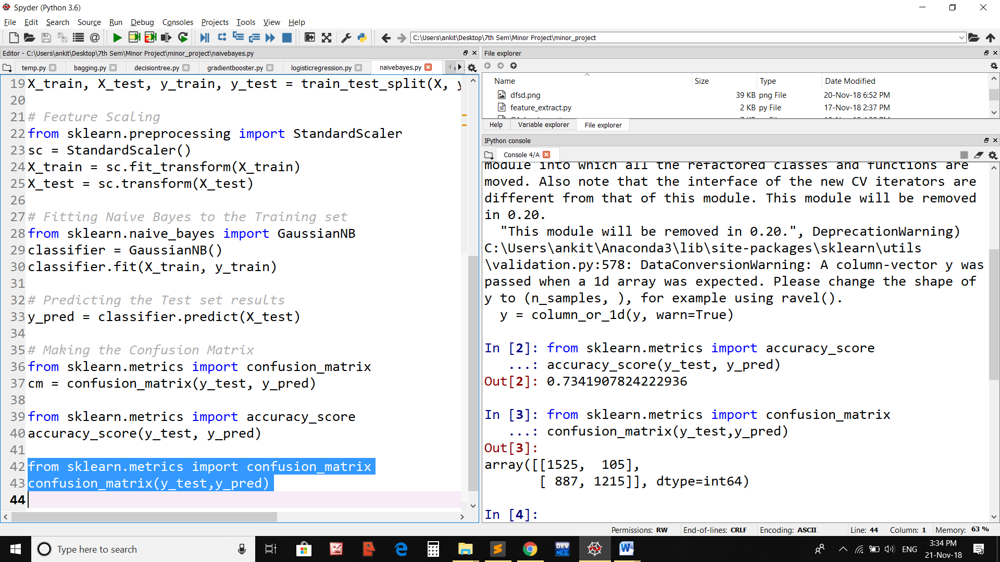 Spyder (Python 3.6)
File Edit Search Source Run Debug Consoles Projects Tools View Help
C:\Users\ankit\Desktop\7th Sem\Minor Project\minor_project
Editor - C:\Users\ankit\Desktop\7th Sem\Minor Project\minor_project\naivebayes.py
temp.py bagging.py decisiontree.py gradientbooster.py logisticregression.py naivebayes.py
19 X_train, X_test, y_train, y_test = train_test_split(X, y
20
21 # Feature Scaling
22 from sklearn.preprocessing import StandardScaler
23 sc = StandardScaler()
24 X_train = sc.fit_transform(X_train)
25 X_test = sc.transform(X_test)
26
27 # Fitting Naive Bayes to the Training set
28 from sklearn.naive_bayes import GaussianNB
29 classifier = GaussianNB()
30 classifier.fit(X_train, y_train)
31
32 # Predicting the Test set results
33 y_pred = classifier.predict(X_test)
34
35 # Making the Confusion Matrix
36 from sklearn.metrics import confusion_matrix
37 cm = confusion_matrix(y_test, y_pred)
38
39 from sklearn.metrics import accuracy_score
40 accuracy_score(y_test, y_pred)
41
42 from sklearn.metrics import confusion_matrix
43 confusion_matrix(y_test,y_pred)
44
File explorer
Name Size Type Date Modified
dfsd.png 39 KB png File 20-Nov-18 6:52 PM
feature_extract.py 2 KB py File 17-Nov-18 2:37 PM
Help Variable explorer File explorer
IPython console
Console 4/A
module into which all the refactored classes and functions are
moved. Also note that the interface of the new CV iterators are
different from that of this module. This module will be removed
in 0.20.
"This module will be removed in 0.20.", DeprecationWarning)
C:\Users\ankit\Anaconda3\lib\site-packages\sklearn\utils
\validation.py:578: DataConversionWarning: A column-vector y was
passed when a 1d array was expected. Please change the shape of
y to (n_samples, ), for example using ravel().
y = column_or_1d(y, warn=True)
In [2]: from sklearn.metrics import accuracy_score
...: accuracy_score(y_test, y_pred)
Out[2]: 0.7341907824222936
In [3]: from sklearn.metrics import confusion_matrix
...: confusion_matrix(y_test,y_pred)
Out[3]:
array([[1525, 105],
[ 887, 1215]], dtype=int64)
In [4]:
Permissions: RW End-of-lines: CRLF Encoding: ASCII Line: 44 Column: 1 Memory: 63 %
Type here to search
DEV
ENG
3:34 PM
21-Nov-18